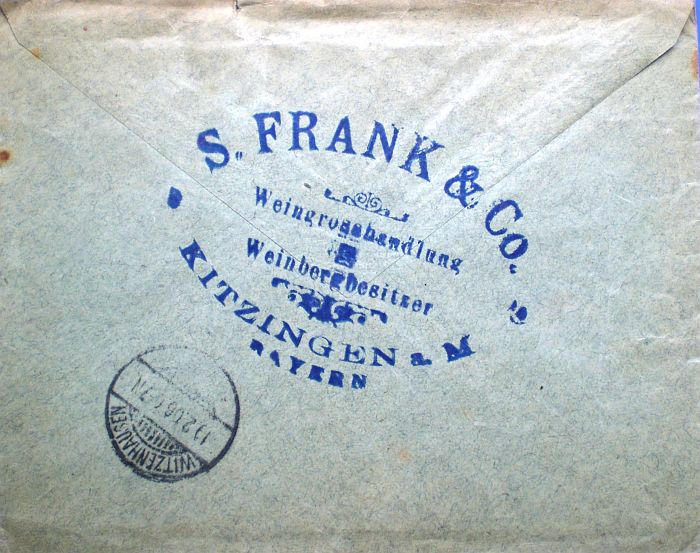 S. FRANK & Co.
Weingrosshandlung
&
Weinbergbesitzer
KITZINGEN a. M
BAYERN
WITZENHAUSEN